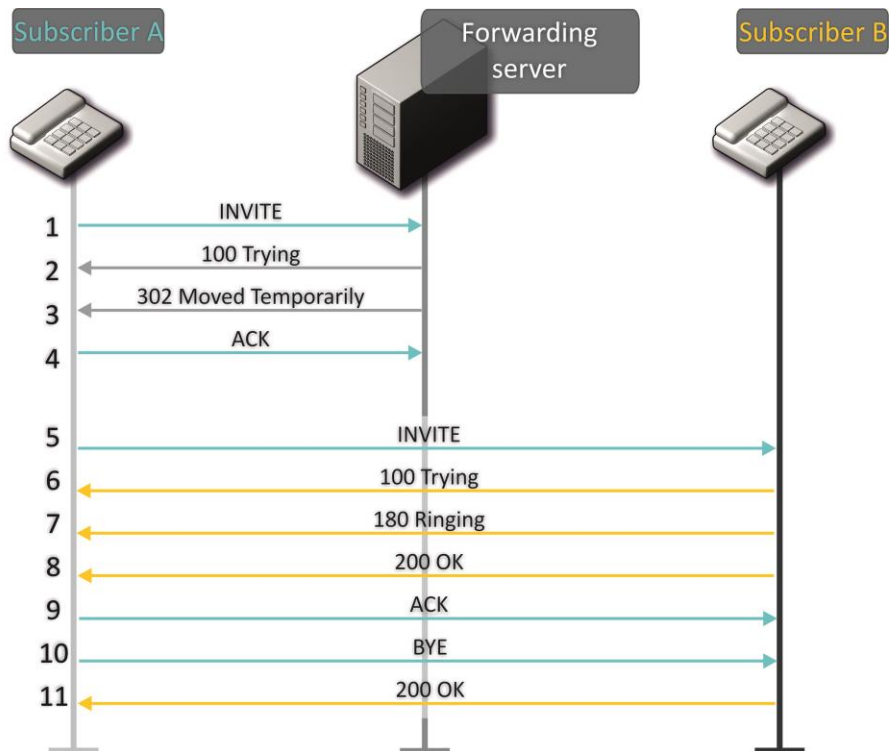 Subscriber A
Forwarding
server
Subscriber B
1
INVITE
2
100 Trying
3
302 Moved Temporarily
4
ACK
5
INVITE
6
100 Trying
7
180 Ringing
8
200 OK
9
ACK
10
BYE
11
200 OK